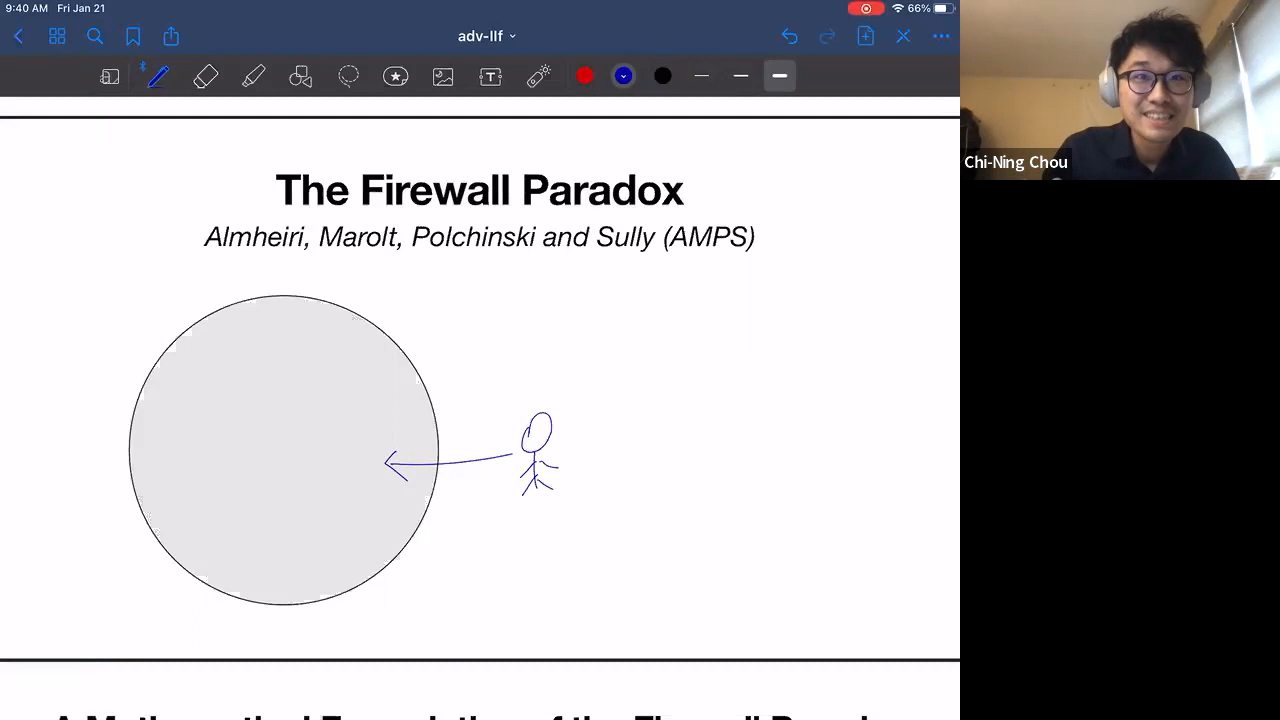 9:40 AM Fri Jan 21
66%
adv-llf
T
The Firewall Paradox
Almheiri, Marolt, Polchinski and Sully (AMPS)
Chi-Ning Chou